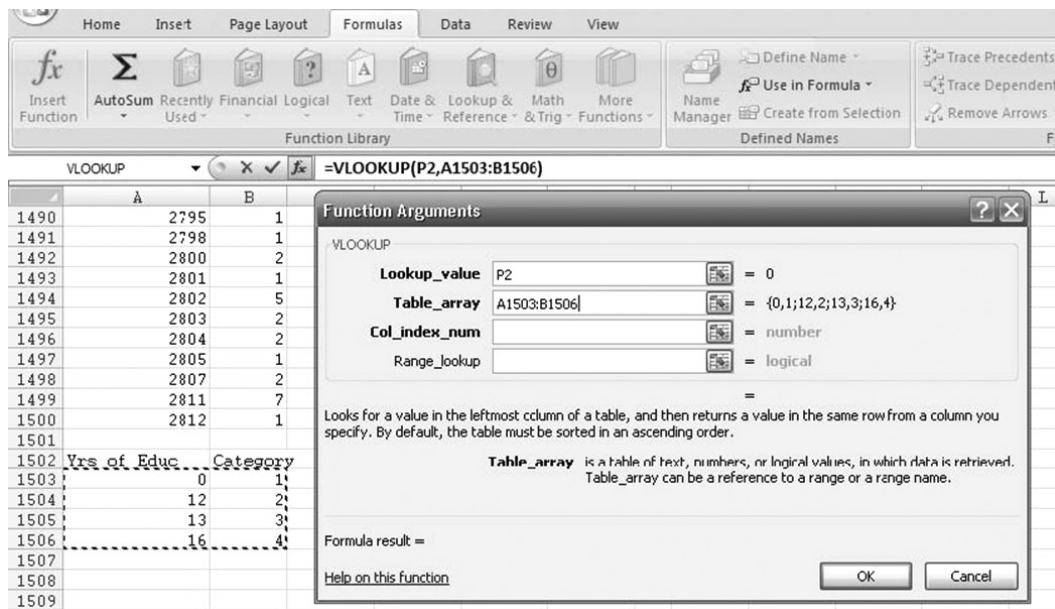 Home Insert Page Layout Formulas Data Review View
fx Σ ? A θ
Insert Function AutoSum Recently Used Financial Logical Text Date & Time Lookup & Reference Math & Trig More Functions
Function Library
Name Manager
Define Name
Use in Formula
Create from Selection
Defined Names
Trace Precedents
Trace Dependent
Remove Arrows
F
VLOOKUP fx =VLOOKUP(P2,A1503:B1506)
A B L
1490 2795 1
1491 2798 1
1492 2800 2
1493 2801 1
1494 2802 5
1495 2803 2
1496 2804 2
1497 2805 1
1498 2807 2
1499 2811 7
1500 2812 1
1501
1502 Yrs of Educ Category
1503 0 1
1504 12 2
1505 13 3
1506 16 4
1507
1508
1509
Function Arguments
VLOOKUP
Lookup_value P2 = 0
Table_array A1503:B1506 = {0,1;12,2;13,3;16,4}
Col_index_num = number
Range_lookup = logical
=
Looks for a value in the leftmost column of a table, and then returns a value in the same row from a column you
specify. By default, the table must be sorted in an ascending order.
Table_array is a table of text, numbers, or logical values, in which data is retrieved.
Table_array can be a reference to a range or a range name.
Formula result =
Help on this function
OK Cancel